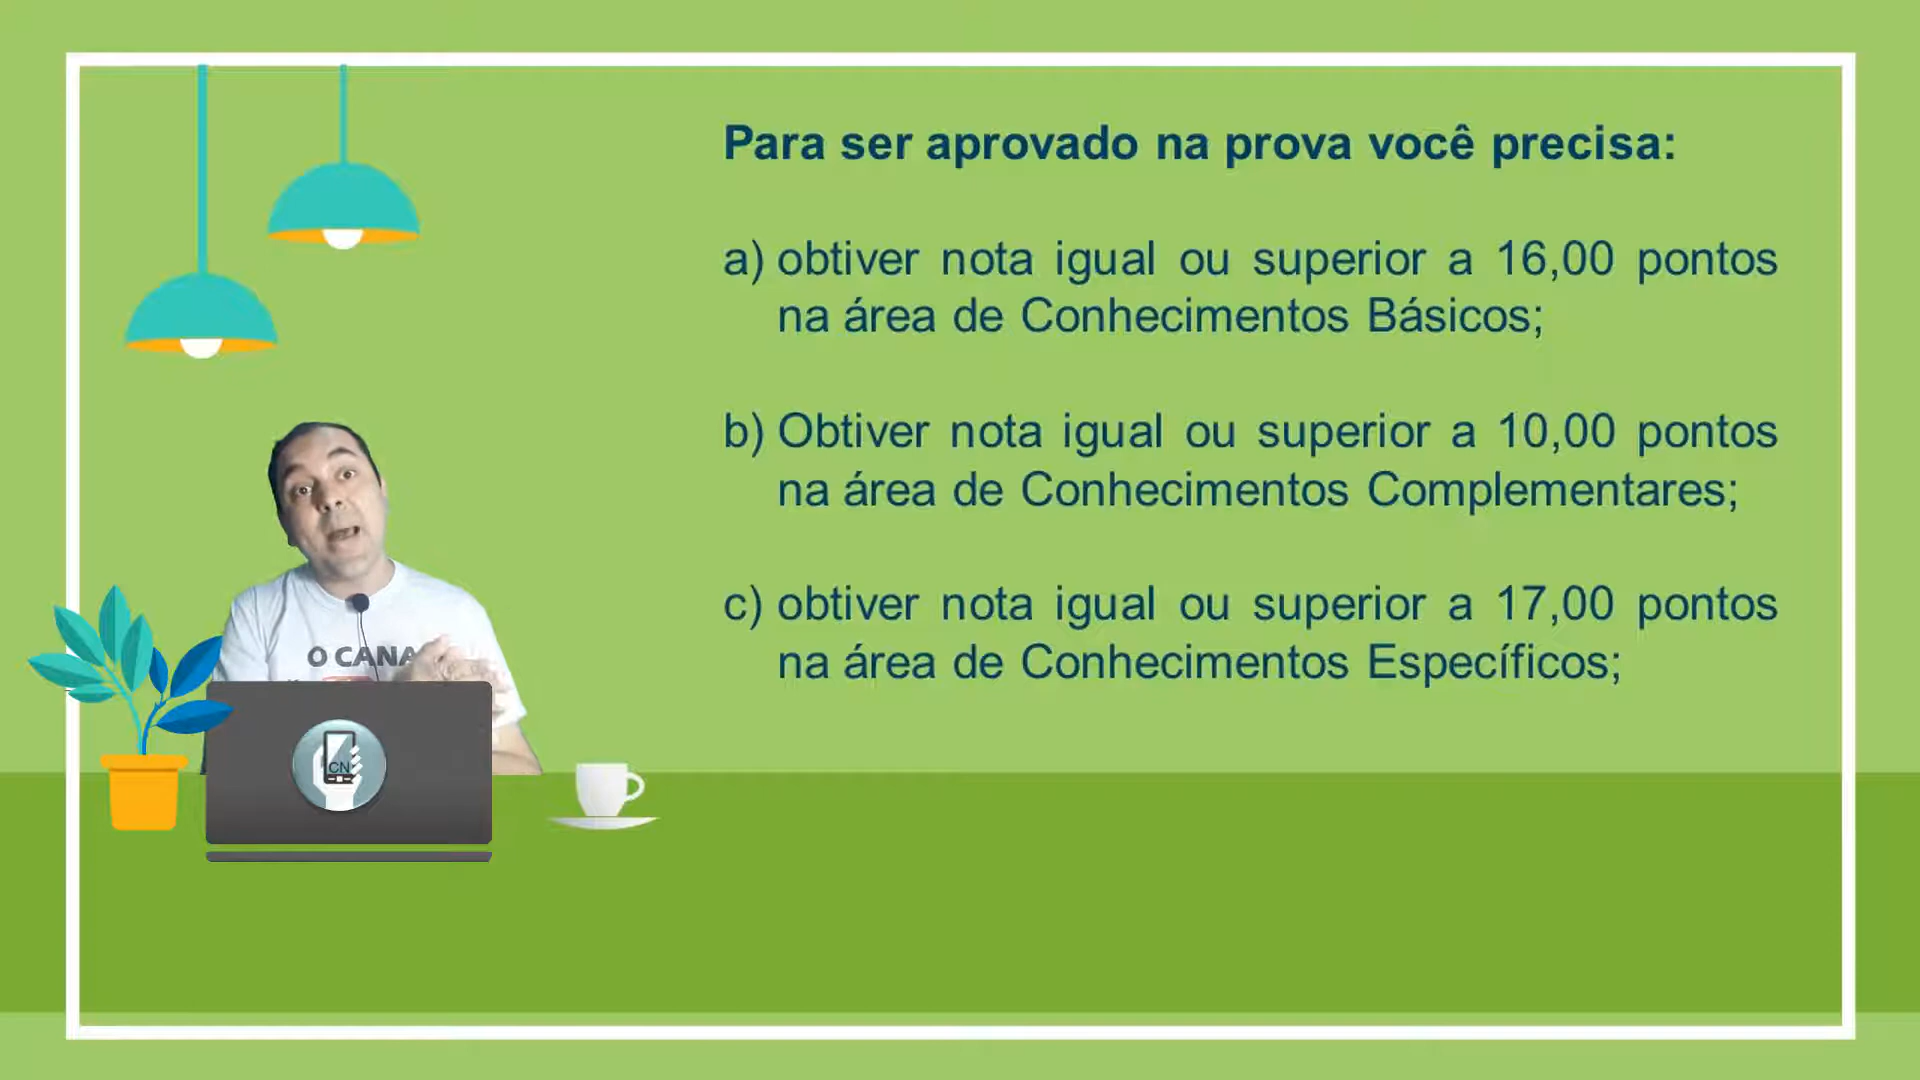 Para ser aprovado na prova você precisa:
a) obtiver nota igual ou superior a 16,00 pontos
na área de Conhecimentos Básicos;
b) Obtiver nota igual ou superior a 10,00 pontos
na área de Conhecimentos Complementares;
c) obtiver nota igual ou superior a 17,00 pontos
na área de Conhecimentos Específicos;
O CANA
CN